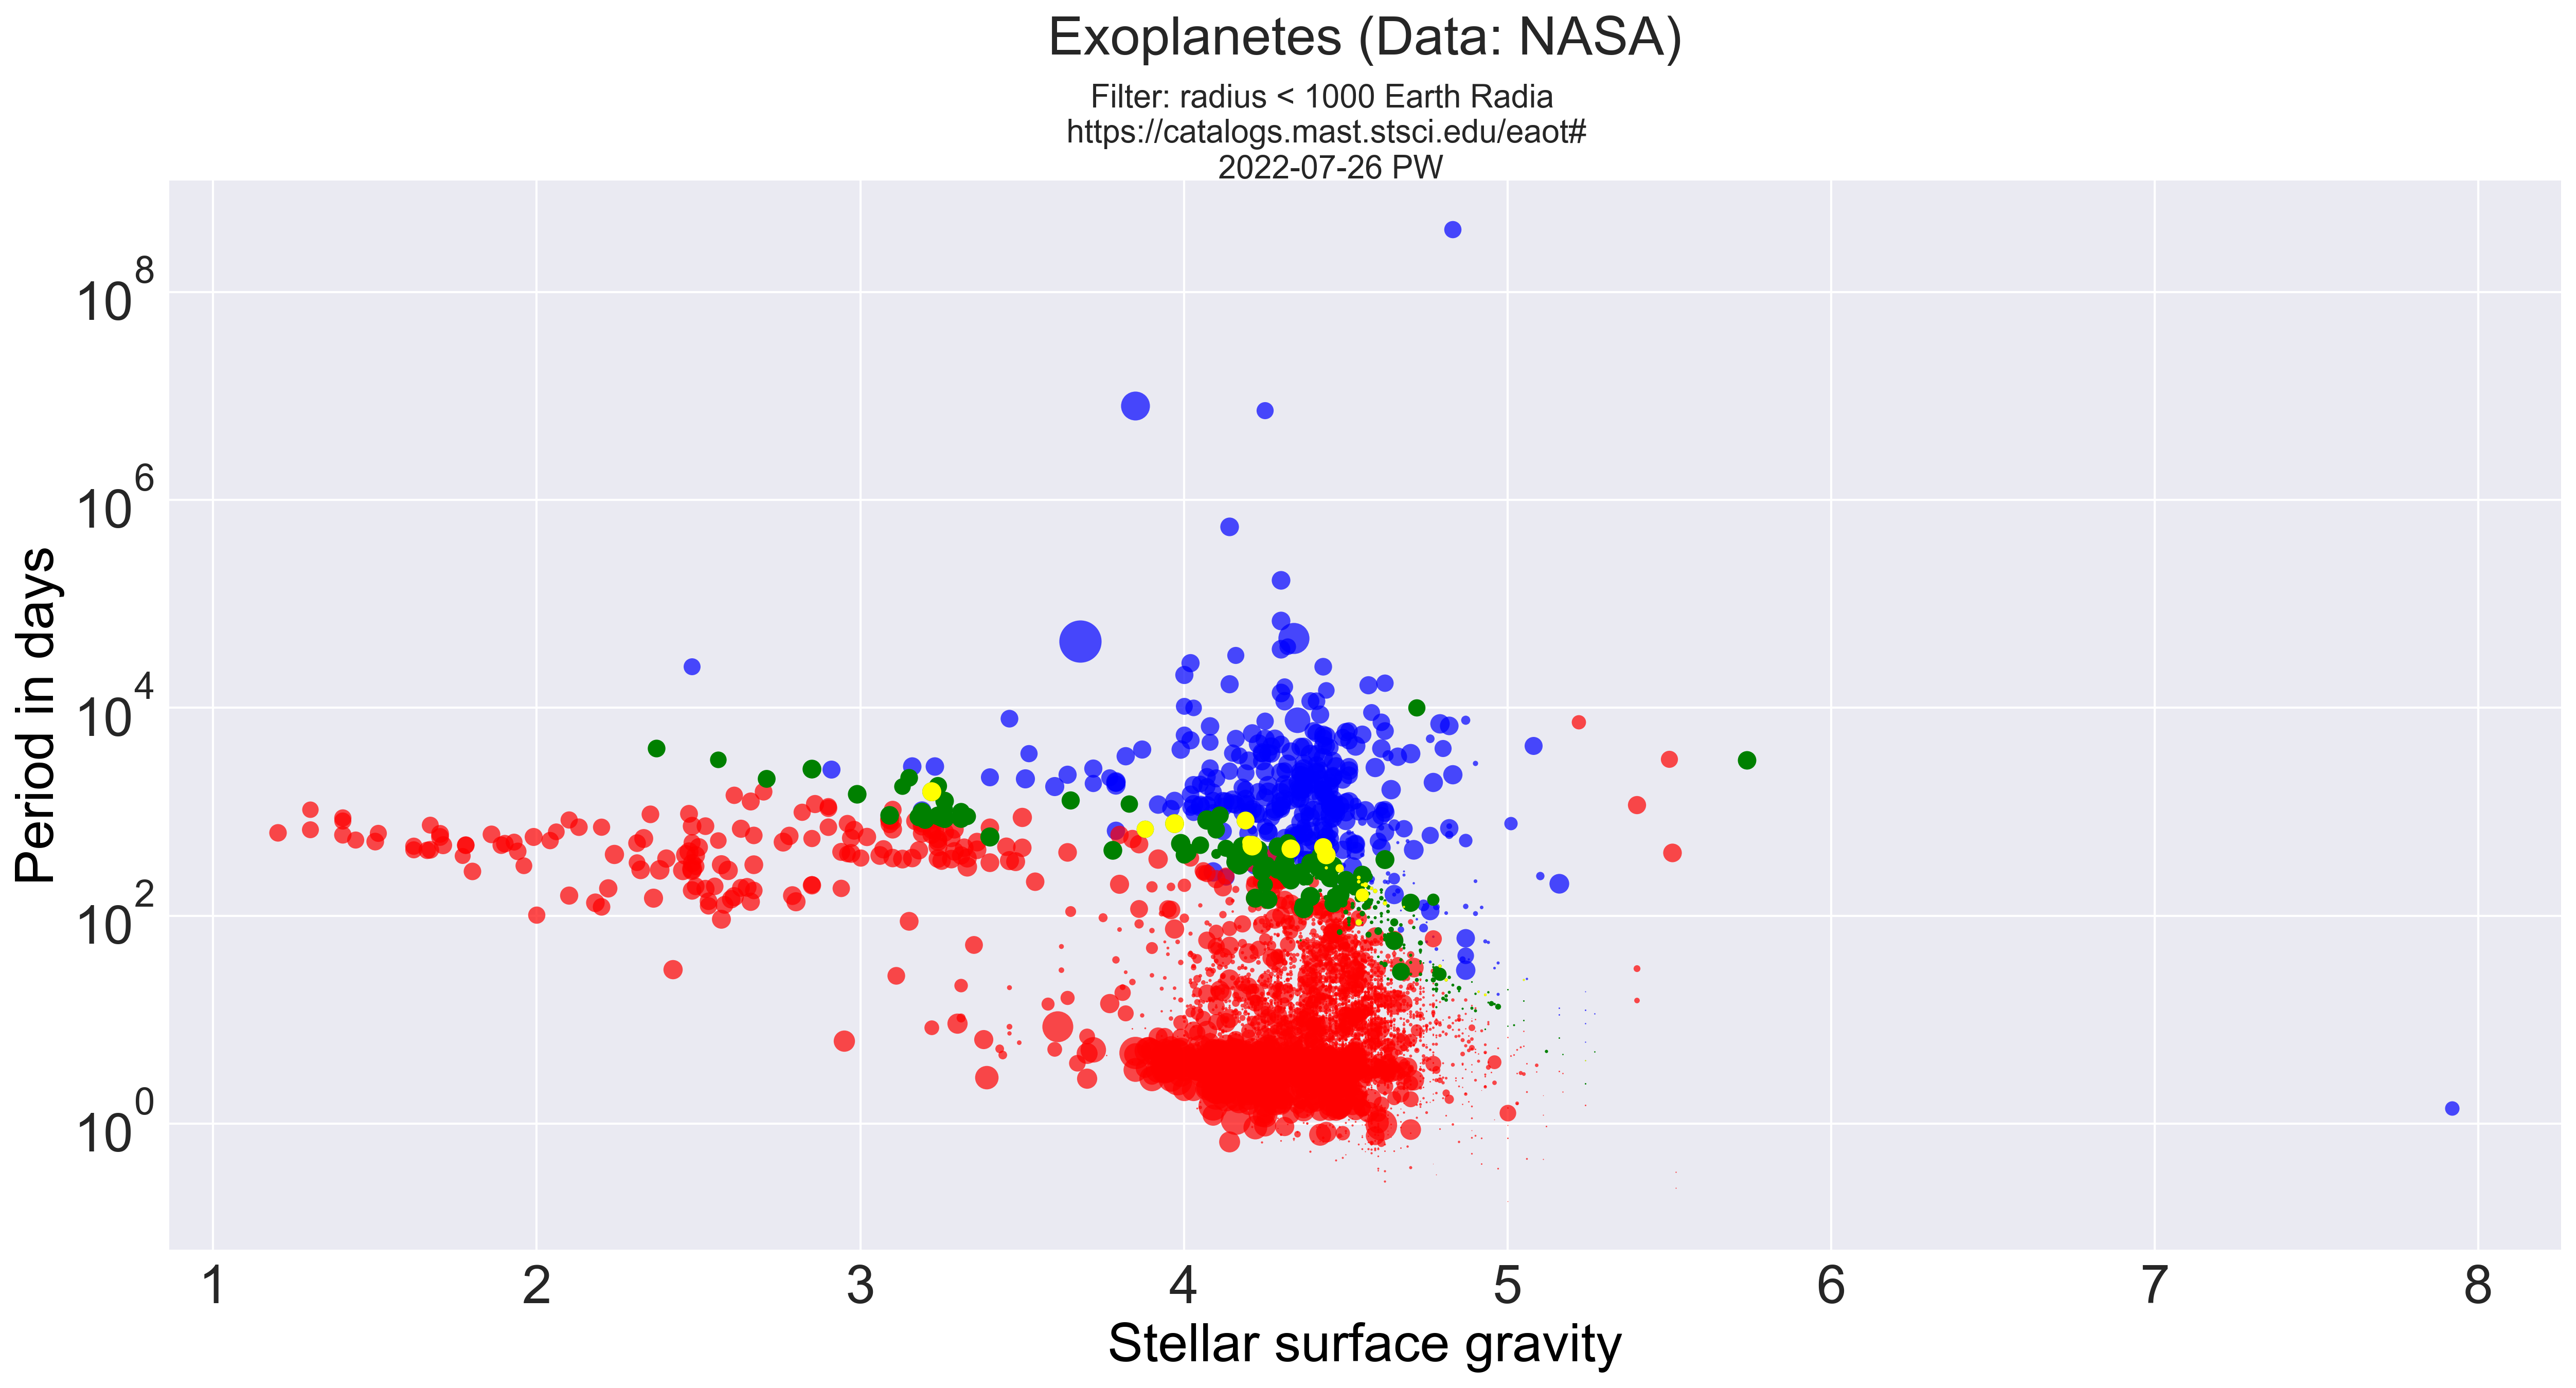 Exoplanetes (Data: NASA)
Filter: radius < 1000 Earth Radia
https://catalogs.mast.stsci.edu/eaot#
2022-07-26 PW
10^8
10^6
10^4
10^2
10^0
Period in days
1 2 3 4 5 6 7 8
Stellar surface gravity